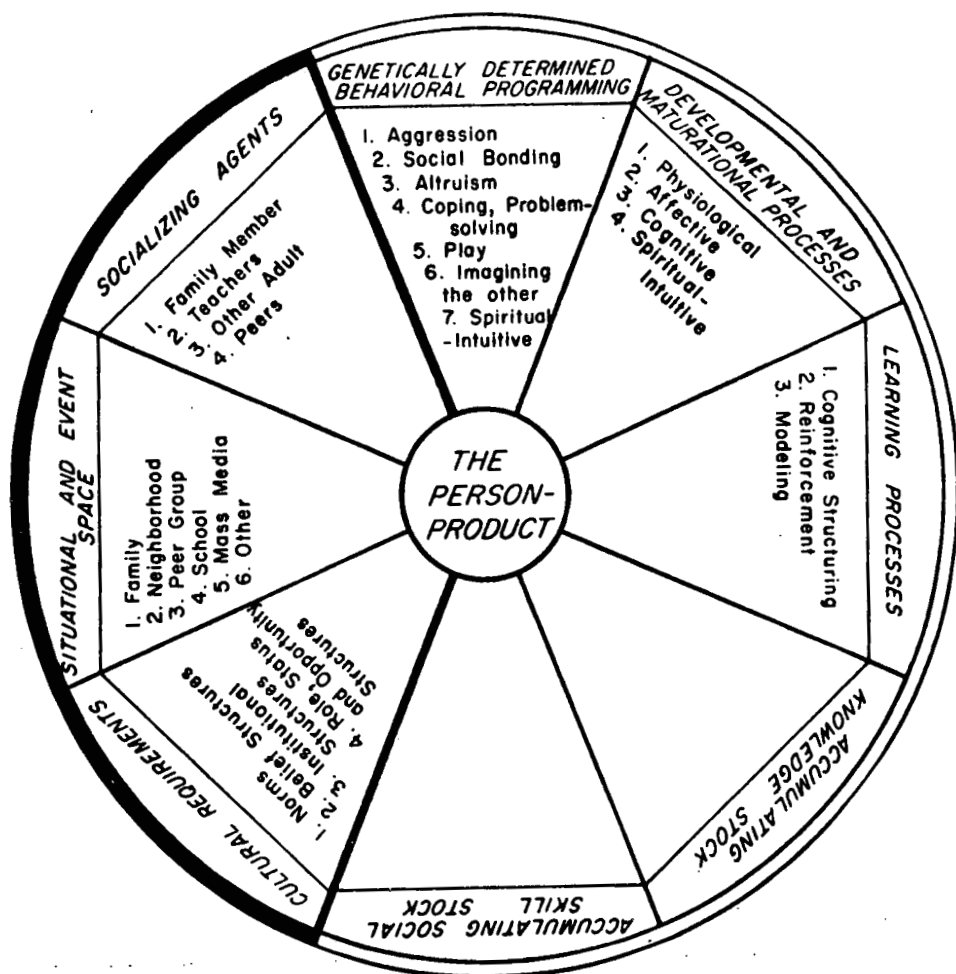 GENETICALLY DETERMINED
BEHAVIORAL PROGRAMMING
1. Aggression
2. Social Bonding
3. Altruism
4. Coping, Problem-
solving
5. Play
6. Imagining
the other
7. Spiritual
-Intuitive
DEVELOPMENTAL AND
MATURATIONAL PROCESSES
1. Physiological
2. Affective
3. Cognitive
4. Spiritual-
Intuitive
LEARNING PROCESSES
1. Cognitive Structuring
2. Reinforcement
3. Modeling
ACCUMULATING
KNOWLEDGE
STOCK
ACCUMULATING SOCIAL
SKILL STOCK
CULTURAL REQUIREMENTS
1. Norms
2. Belief Structures
3. Institutional
Structures
4. Role, Status
and Opportunity
Structures
SITUATIONAL AND EVENT
SPACE
1. Family
2. Neighborhood
3. Peer Group
4. School
5. Mass Media
6. Other
SOCIALIZING AGENTS
1. Family Member
2. Teachers
3. Other Adult
4. Peers
THE
PERSON-
PRODUCT